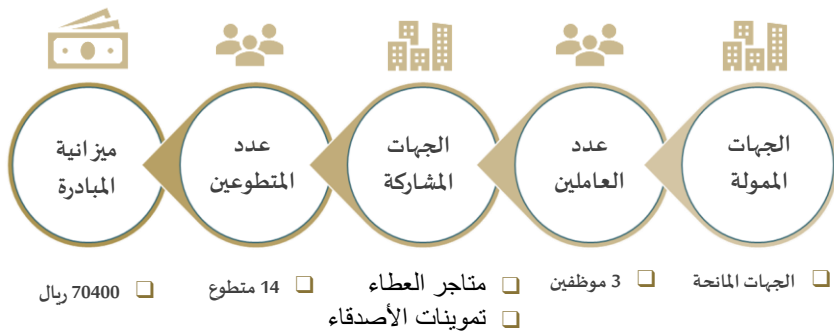 الجهات
الممولة
عدد
العاملين
الجهات
المشاركة
عدد
المتطوعين
ميزانية
المبادرة
الجهات المانحة
3 موظفين
متاجر العطاء
تموينات الأصدقاء
14 متطوع
70400 ريال